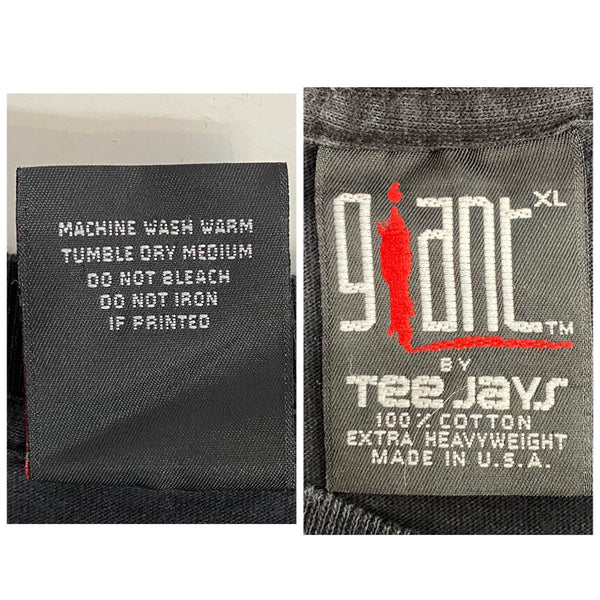 MACHINE WASH WARM
TUMBLE DRY MEDIUM
DO NOT BLEACH
DO NOT IRON
IF PRINTED
giant XL
TM
BY
Tee Jays
100% COTTON
EXTRA HEAVYWEIGHT
MADE IN U.S.A.